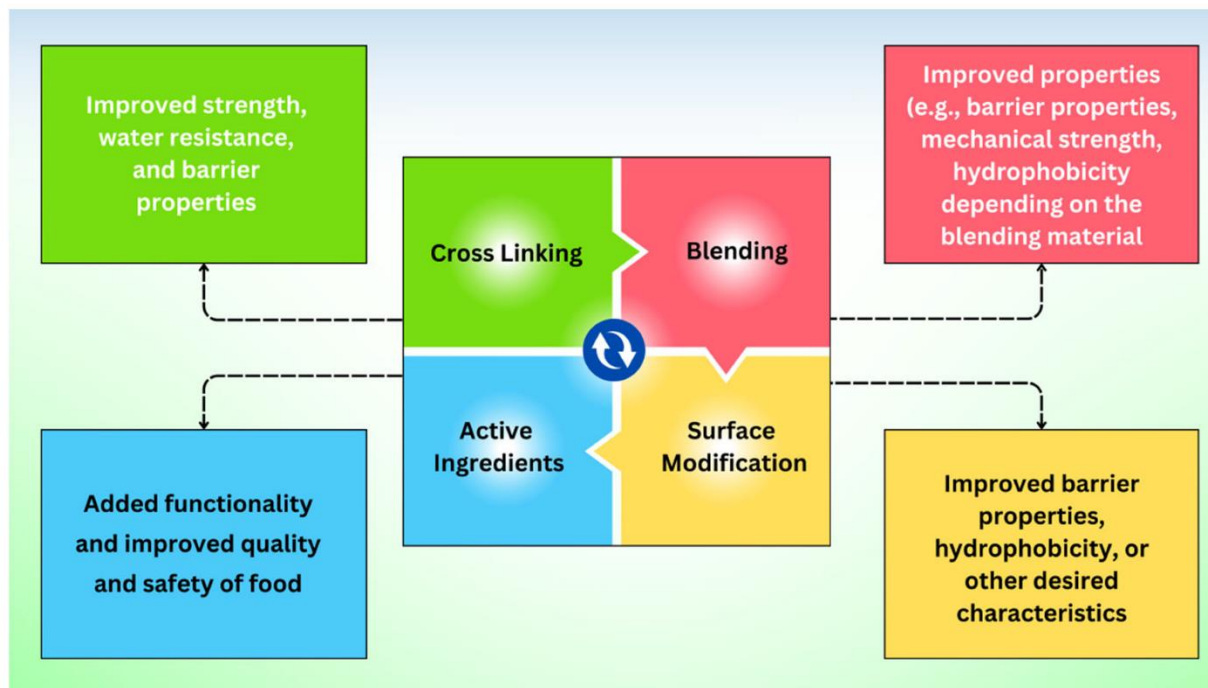 Improved strength,
water resistance,
and barrier
properties
Improved properties
(e.g., barrier properties,
mechanical strength,
hydrophobicity
depending on the
blending material
Cross Linking
Blending
Active
Ingredients
Surface
Modification
Added functionality
and improved quality
and safety of food
Improved barrier
properties,
hydrophobicity, or
other desired
characteristics